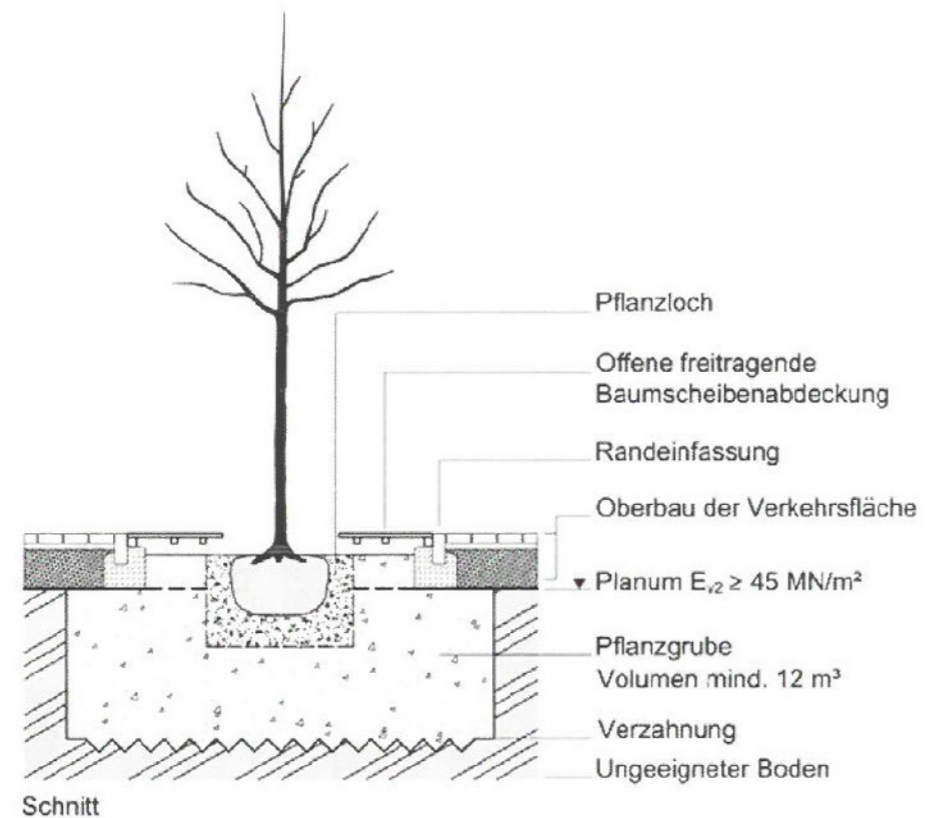 Pflanzloch
Offene freitragende
Baumscheibenabdeckung
Randeinfassung
Oberbau der Verkehrsfläche
Planum Eᵥ₂ ≥ 45 MN/m²
Pflanzgrube
Volumen mind. 12 m³
Verzahnung
Ungeeigneter Boden
Schnitt